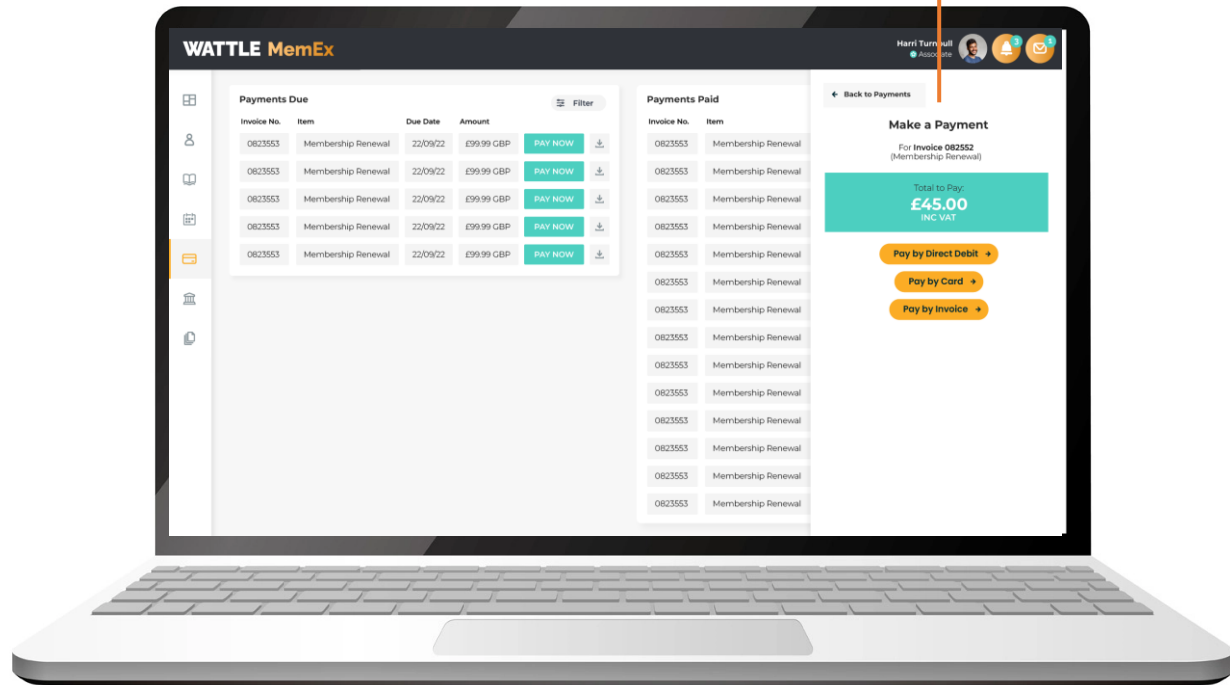 WATTLE MemEx
Harri Turnbull
Associate
3
Payments Due
Filter
Invoice No. Item Due Date Amount
0823553 Membership Renewal 22/09/22 £99.99 GBP PAY NOW
0823553 Membership Renewal 22/09/22 £99.99 GBP PAY NOW
0823553 Membership Renewal 22/09/22 £99.99 GBP PAY NOW
0823553 Membership Renewal 22/09/22 £99.99 GBP PAY NOW
0823553 Membership Renewal 22/09/22 £99.99 GBP PAY NOW
Payments Paid
Invoice No. Item
0823553 Membership Renewal
0823553 Membership Renewal
0823553 Membership Renewal
0823553 Membership Renewal
0823553 Membership Renewal
0823553 Membership Renewal
0823553 Membership Renewal
0823553 Membership Renewal
0823553 Membership Renewal
0823553 Membership Renewal
0823553 Membership Renewal
0823553 Membership Renewal
0823553 Membership Renewal
0823553 Membership Renewal
Back to Payments
Make a Payment
For Invoice 082552
(Membership Renewal)
Total to Pay:
£45.00
INC VAT
Pay by Direct Debit
Pay by Card
Pay by Invoice